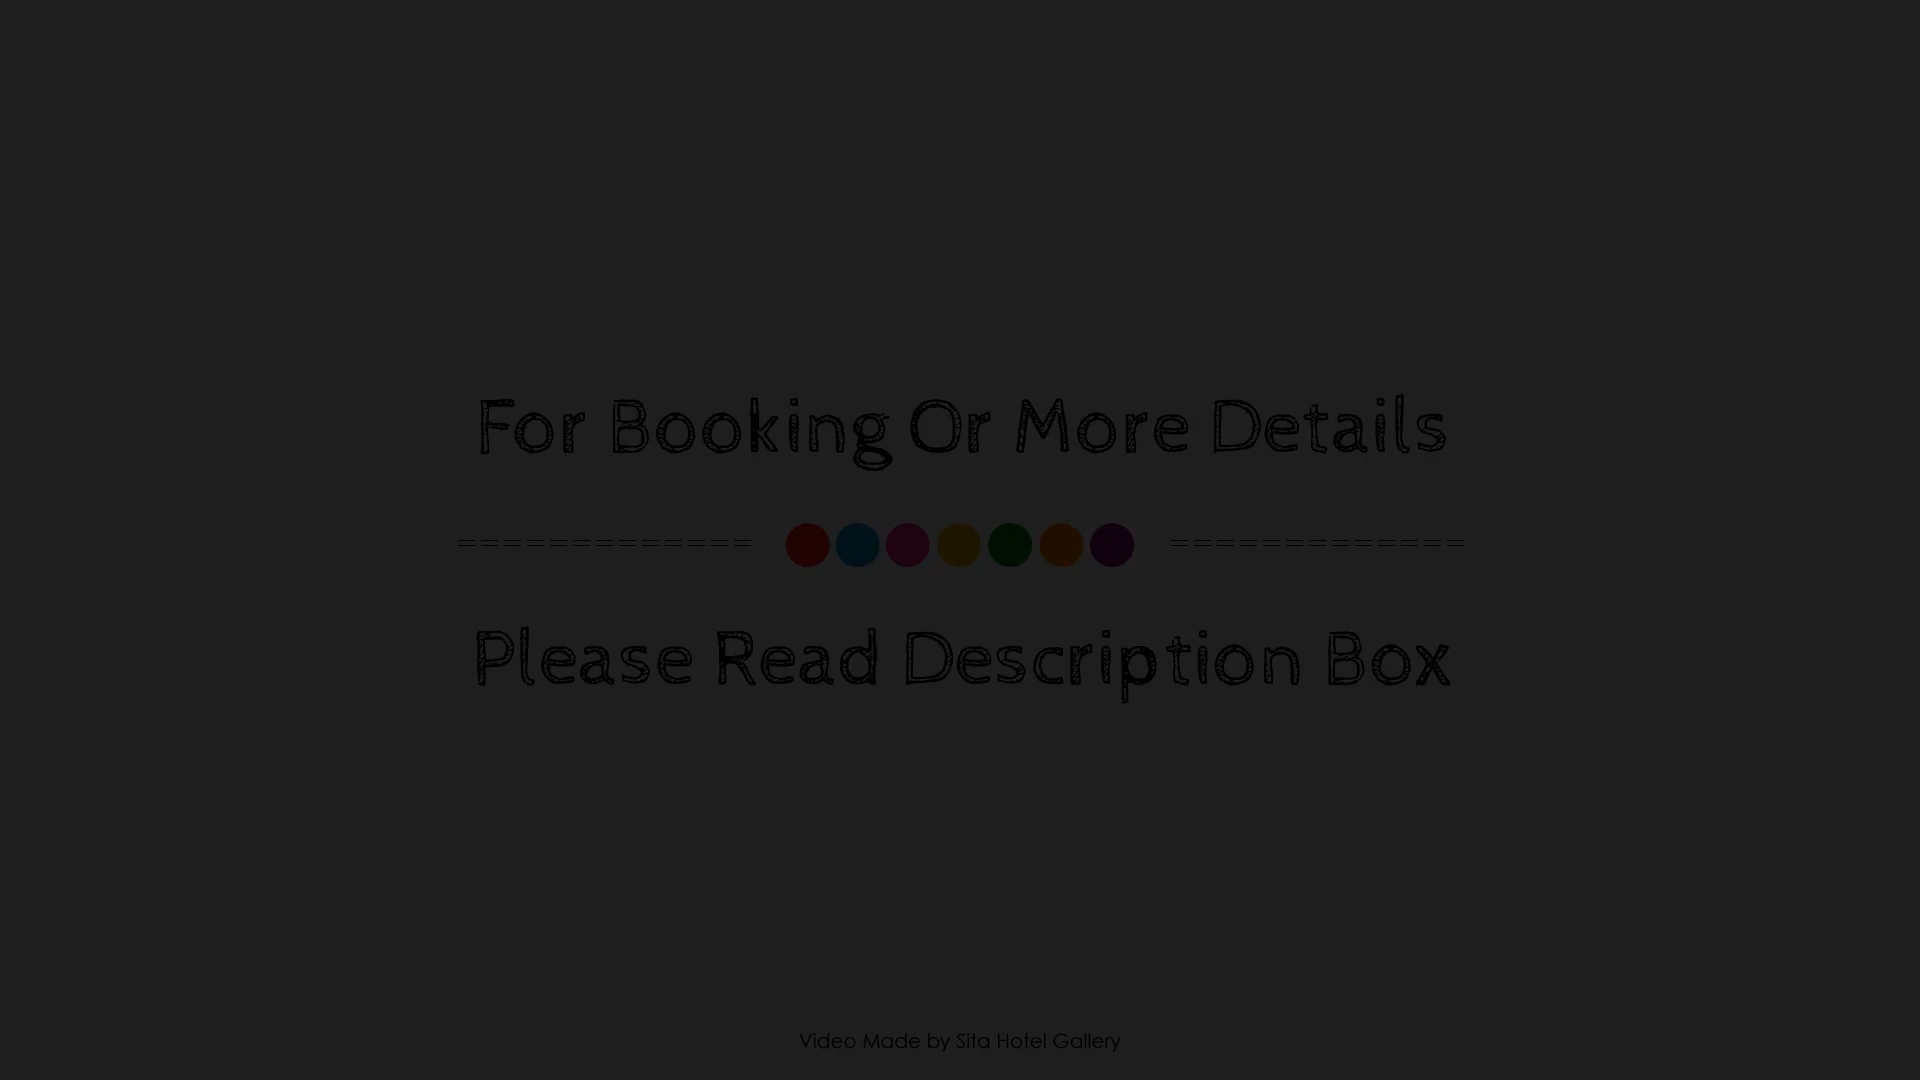 For Booking Or More Details
============= =============
Please Read Description Box
Video Made by Sita Hotel Gallery